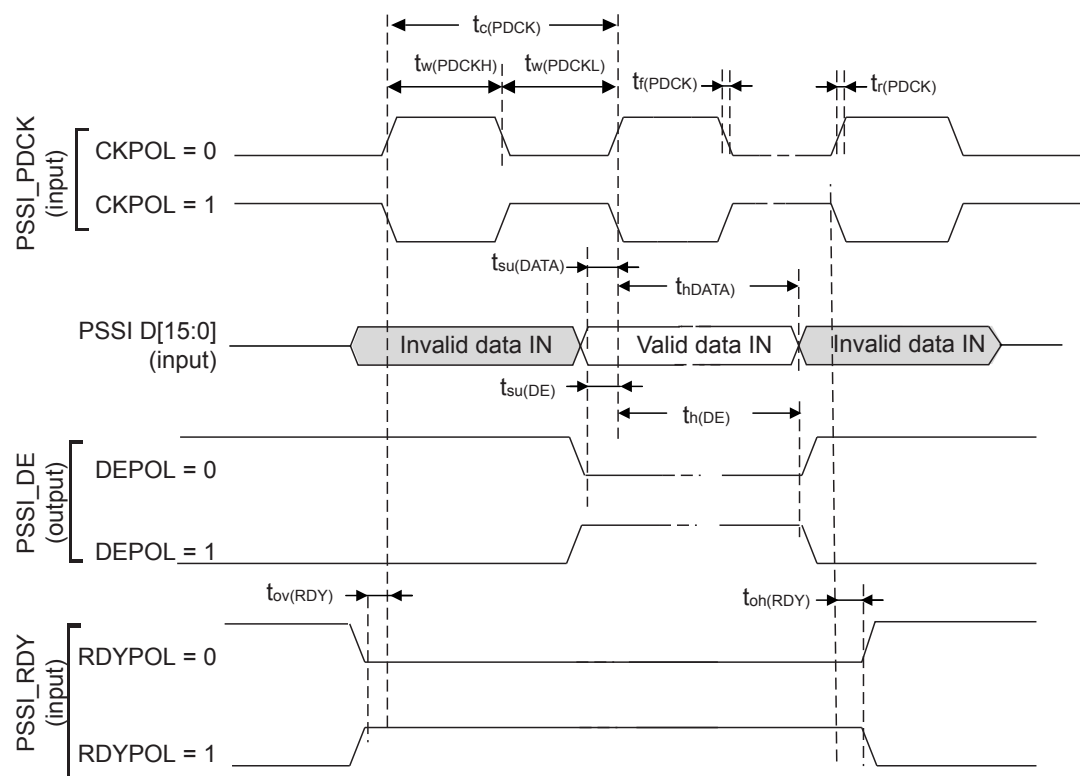 tc(PDCK)
tw(PDCKH)
tw(PDCKL)
tf(PDCK)
tr(PDCK)
PSSI_PDCK
(input)
CKPOL = 0
CKPOL = 1
tsu(DATA)
thDATA)
PSSI D[15:0]
(input)
Invalid data IN
Valid data IN
Invalid data IN
tsu(DE)
th(DE)
PSSI_DE
(output)
DEPOL = 0
DEPOL = 1
tov(RDY)
toh(RDY)
PSSI_RDY
(input)
RDYPOL = 0
RDYPOL = 1